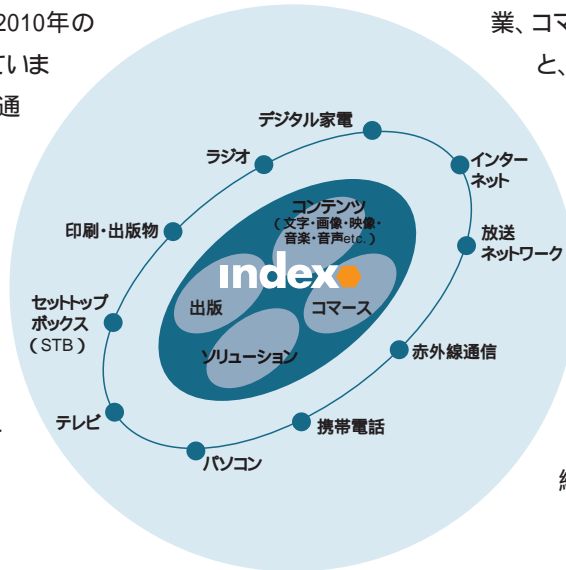 2010年の
ていま
通
業、コマ
と、
デジタル家電
ラジオ
インター
ネット
コンテンツ
(文字・画像・映像・
音楽・音声etc.)
印刷・出版物
放送
ネットワーク
index
出版
コマース
セットトップ
ボックス
(STB)
ソリューション
赤外線通信
テレビ
携帯電話
パソコン